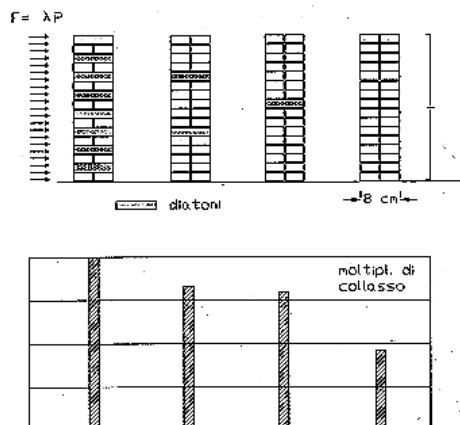 F= λP
diatoni
8 cm
moltipl. di
collasso